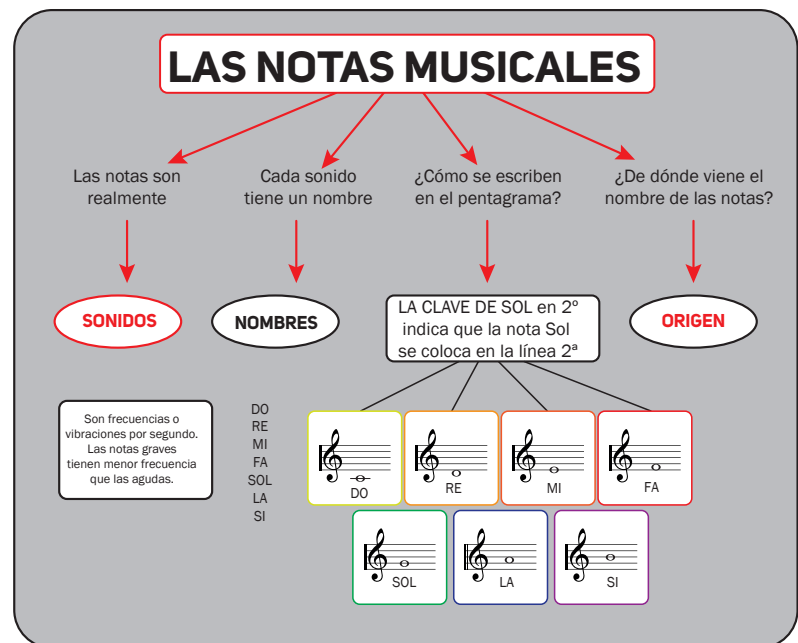 LAS NOTAS MUSICALES
Las notas son
realmente
Cada sonido
tiene un nombre
¿Cómo se escriben
en el pentagrama?
¿De dónde viene el
nombre de las notas?
SONIDOS
NOMBRES
LA CLAVE DE SOL en 2º
indica que la nota Sol
se coloca en la línea 2ª
ORIGEN
Son frecuencias o
vibraciones por segundo.
Las notas graves
tienen menor frecuencia
que las agudas.
DO
RE
MI
FA
SOL
LA
SI
DO
RE
MI
FA
SOL
LA
SI